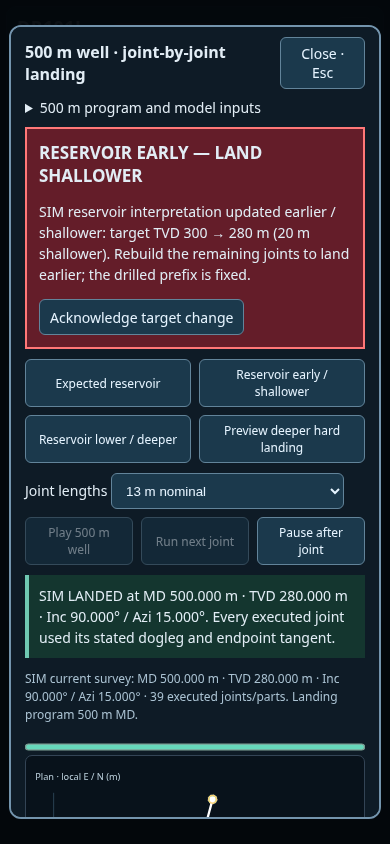 500 m well · joint-by-joint
landing
Close ·
Esc
▶ 500 m program and model inputs
RESERVOIR EARLY — LAND
SHALLOWER
SIM reservoir interpretation updated earlier /
shallower: target TVD 300 → 280 m (20 m
shallower). Rebuild the remaining joints to land
earlier; the drilled prefix is fixed.
Acknowledge target change
Expected reservoir
Reservoir early /
shallower
Reservoir lower / deeper
Preview deeper hard
landing
Joint lengths
13 m nominal
Play 500 m
well
Run next joint
Pause after
joint
SIM LANDED at MD 500.000 m · TVD 280.000 m
· Inc 90.000° / Azi 15.000°. Every executed joint
used its stated dogleg and endpoint tangent.
SIM current survey: MD 500.000 m · TVD 280.000 m · Inc
90.000° / Azi 15.000° · 39 executed joints/parts. Landing
program 500 m MD.
Plan · local E / N (m)